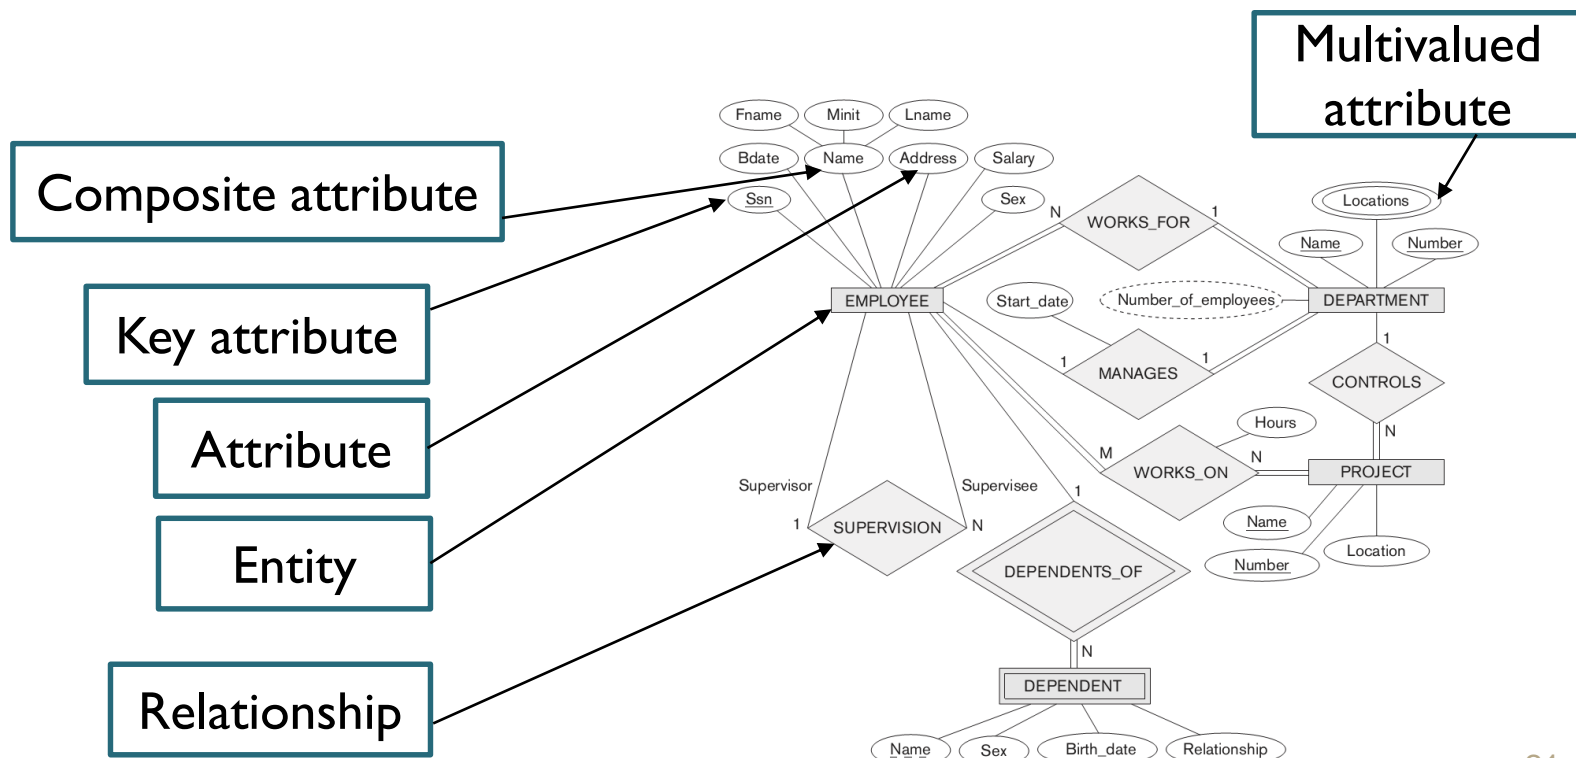 Multivalued
attribute
Fname Minit Lname
Bdate Name Address Salary
Composite attribute
Ssn Sex
N WORKS_FOR 1
Locations
Name Number
Key attribute
EMPLOYEE
Start_date
Number_of_employees
DEPARTMENT
1 MANAGES 1
1
CONTROLS
N
Attribute
Hours
M WORKS_ON N
PROJECT
Name
Number
Location
Supervisor Supervisee
1 SUPERVISION N
Entity
1
DEPENDENTS_OF
N
Relationship
DEPENDENT
Name Sex Birth_date Relationship